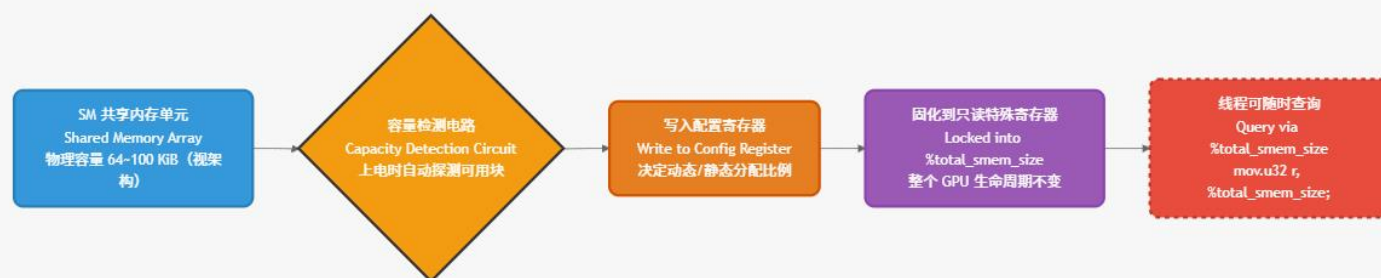 SM 共享内存单元
Shared Memory Array
物理容量 64~100 KiB（视架
构）
容量检测电路
Capacity Detection Circuit
上电时自动探测可用块
写入配置寄存器
Write to Config Register
决定动态/静态分配比例
固化到只读特殊寄存器
Locked into
%total_smem_size
整个 GPU 生命周期不变
线程可随时查询
Query via
%total_smem_size
mov.u32 r,
%total_smem_size;